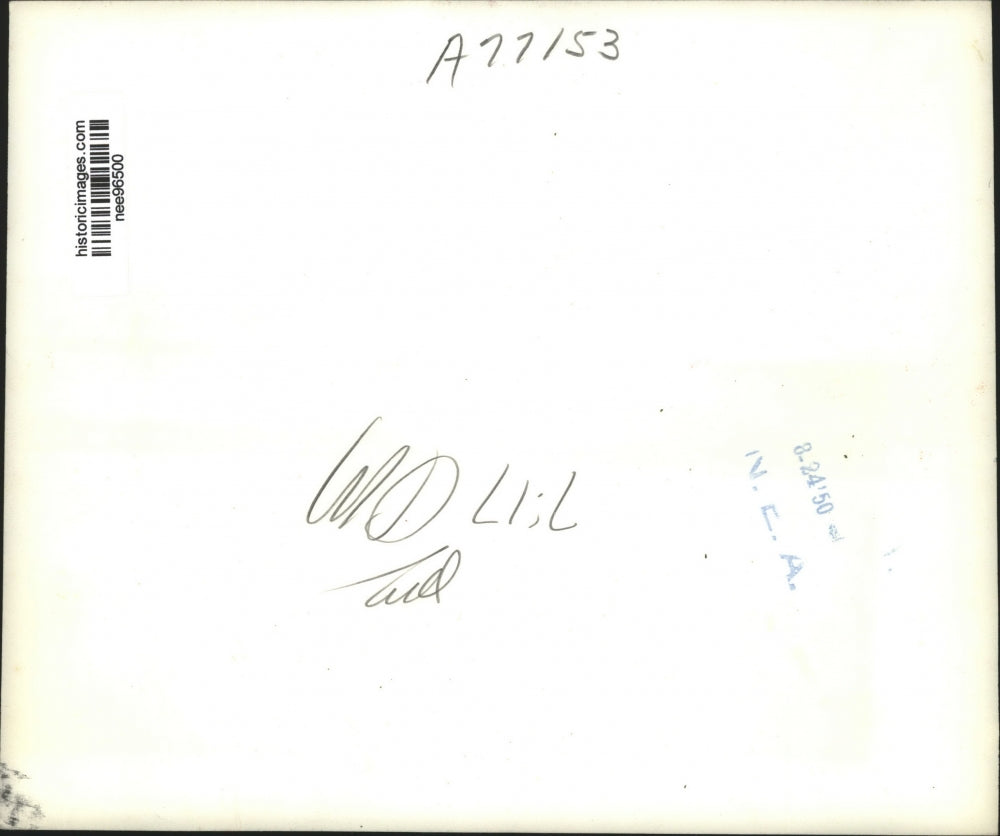 A77153
historicimages.com
nee96500
8-24'50
N. E. A.